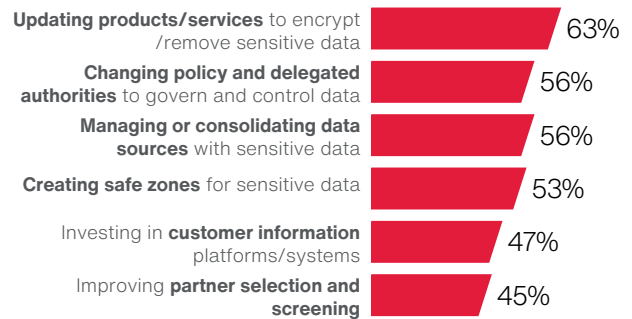 Updating products/services to encrypt
/remove sensitive data
63%
Changing policy and delegated
authorities to govern and control data
56%
Managing or consolidating data
sources with sensitive data
56%
Creating safe zones for sensitive data
53%
Investing in customer information
platforms/systems
47%
Improving partner selection and
screening
45%